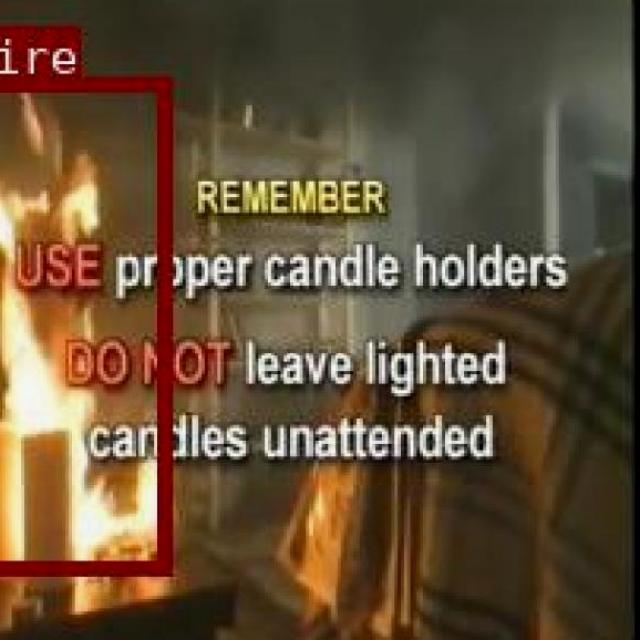 ire
REMEMBER
USE proper candle holders
DO NOT leave lighted
candles unattended